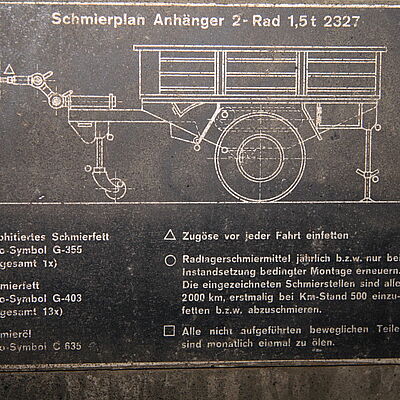 Schmierplan Anhänger 2-Rad 1,5 t 2327
phitiertes Schmierfett
o-Symbol G-355
gesamt 1x)
mierfett
o-Symbol G-403
gesamt 13x)
mieröl
o-Symbol C 635
△ Zugöse vor jeder Fahrt einfetten
○ Radlagerschmiermittel jährlich b.z.w. nur bei
Instandsetzung bedingter Montage erneuern.
Die eingezeichneten Schmierstellen sind alle
2000 km, erstmalig bei Km-Stand 500 einzu-
fetten b.z.w. abzuschmieren.
□ Alle nicht aufgeführten beweglichen Teile
sind monatlich einmal zu ölen.